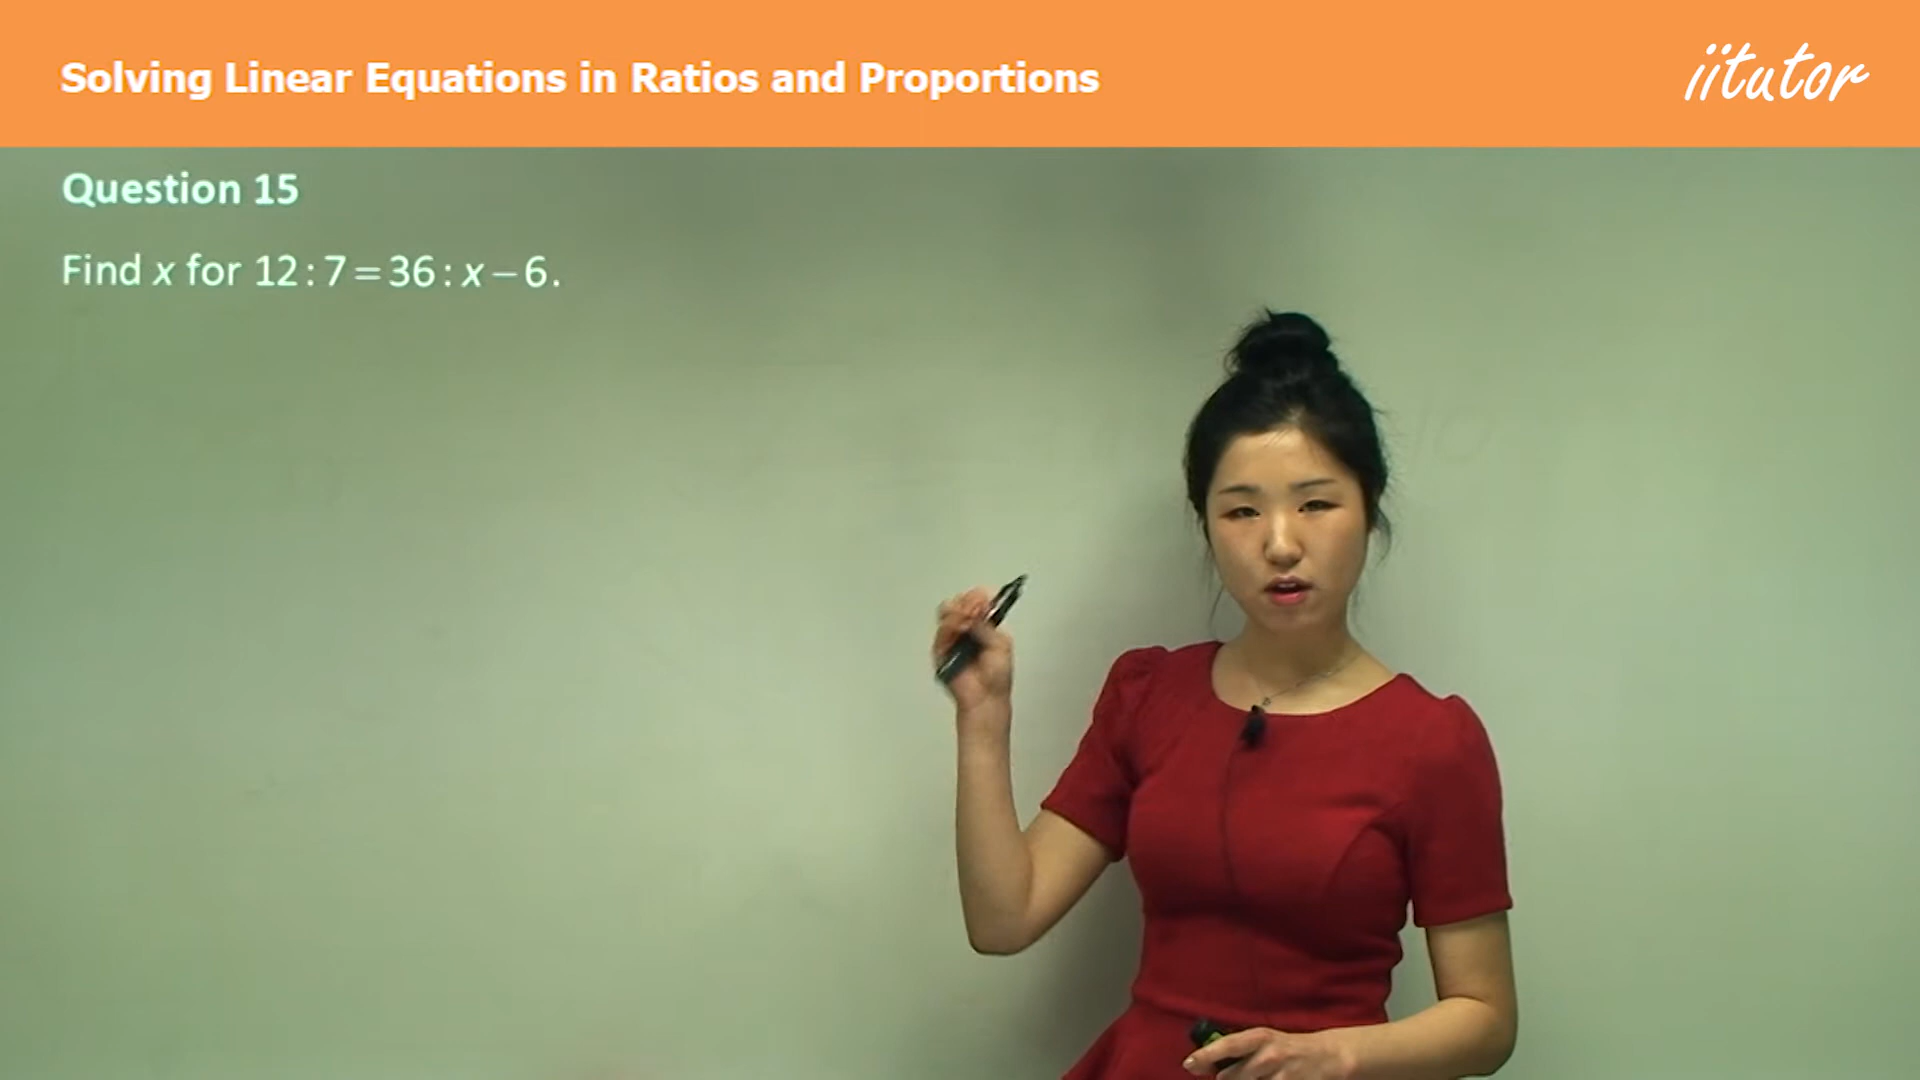 Solving Linear Equations in Ratios and Proportions
iitutor
Question 15
Find x for 12 : 7 = 36 : x − 6.